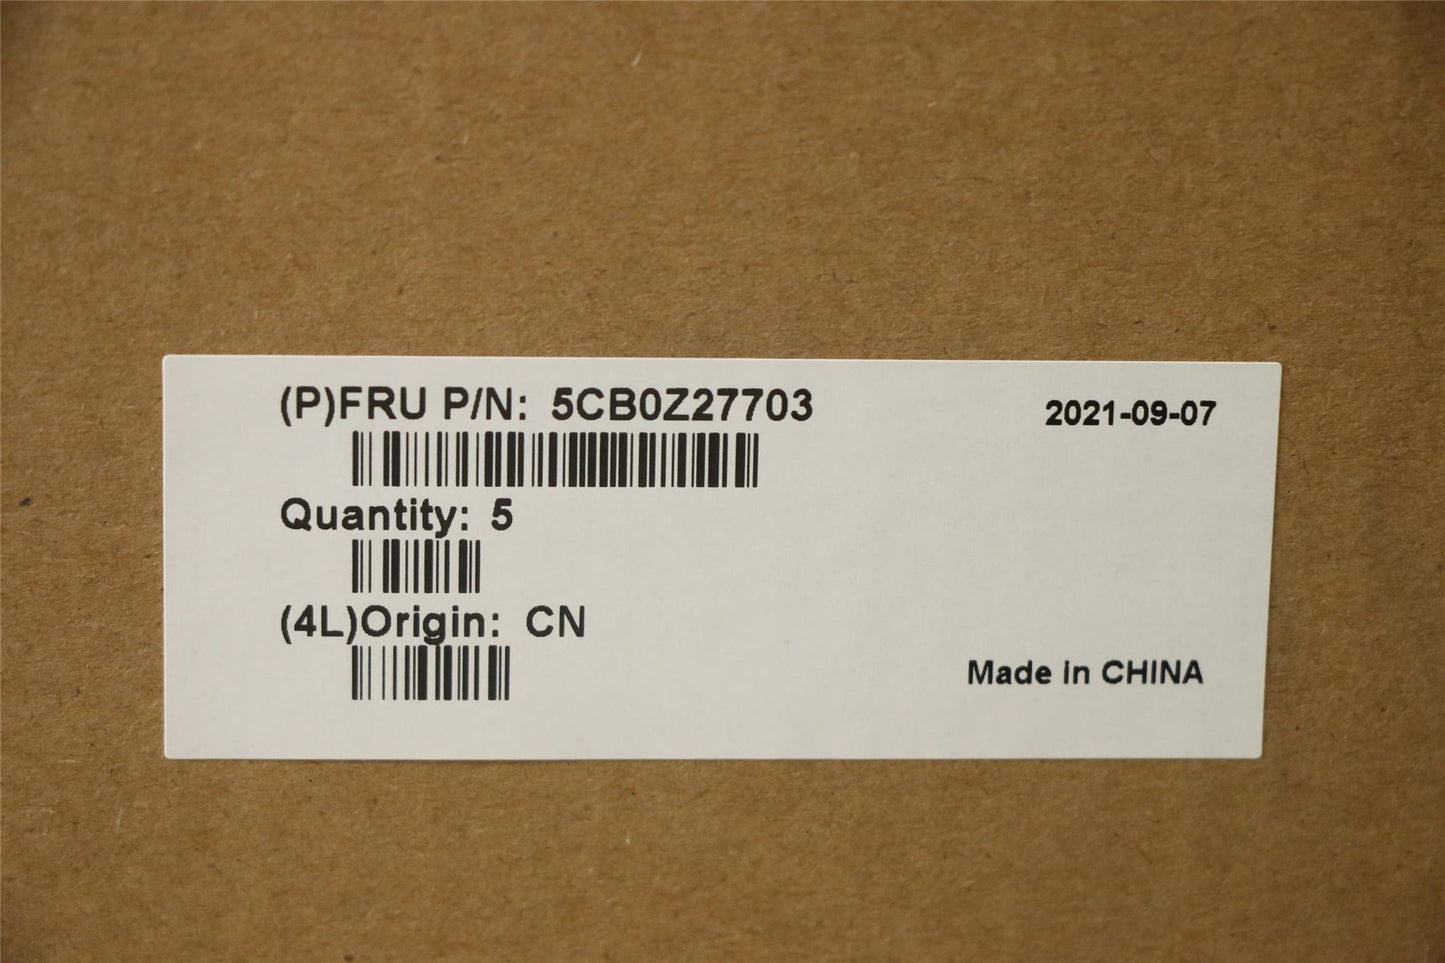 (P)FRU P/N: 5CB0Z27703
2021-09-07
Quantity: 5
(4L)Origin: CN
Made in CHINA